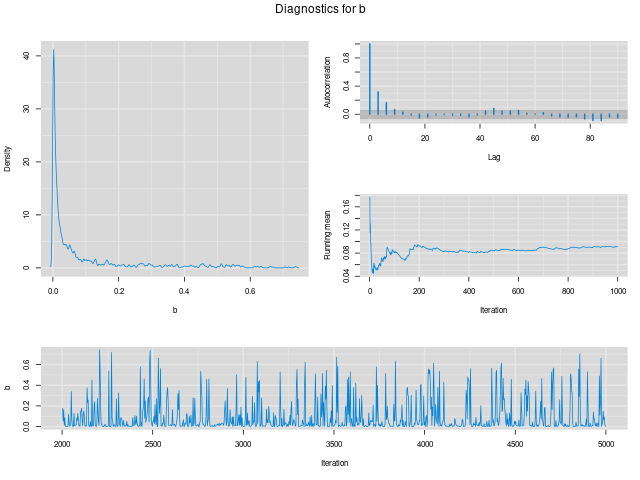 Diagnostics for b
Density
0 10 20 30 40
0.0 0.2 0.4 0.6
b
Autocorrelation
0.0 0.4 0.8
0 20 40 60 80
Lag
Running mean
0.04 0.08 0.12 0.16
0 200 400 600 800 1000
Iteration
b
0.0 0.2 0.4 0.6
2000 2500 3000 3500 4000 4500 5000
Iteration